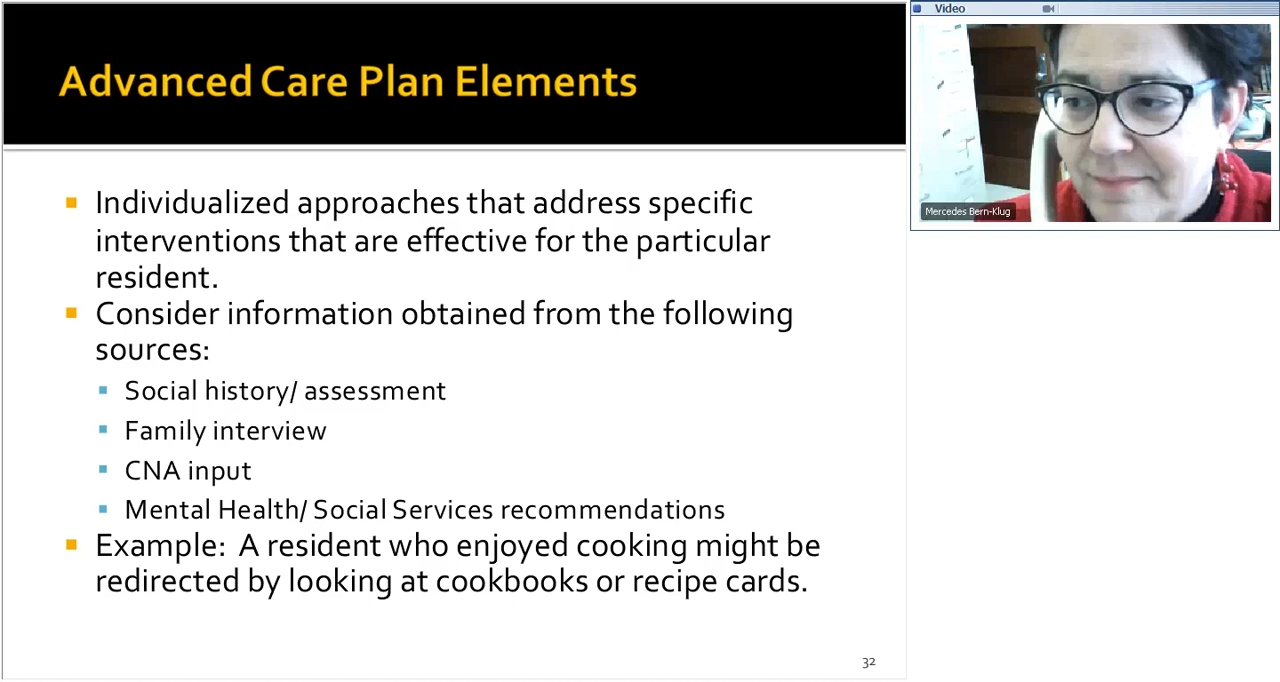 Advanced Care Plan Elements
Individualized approaches that address specific
interventions that are effective for the particular
resident.
Consider information obtained from the following
sources:
Social history/ assessment
Family interview
CNA input
Mental Health/ Social Services recommendations
Example:  A resident who enjoyed cooking might be
redirected by looking at cookbooks or recipe cards.
32
Video
Mercedes Bern-Klug